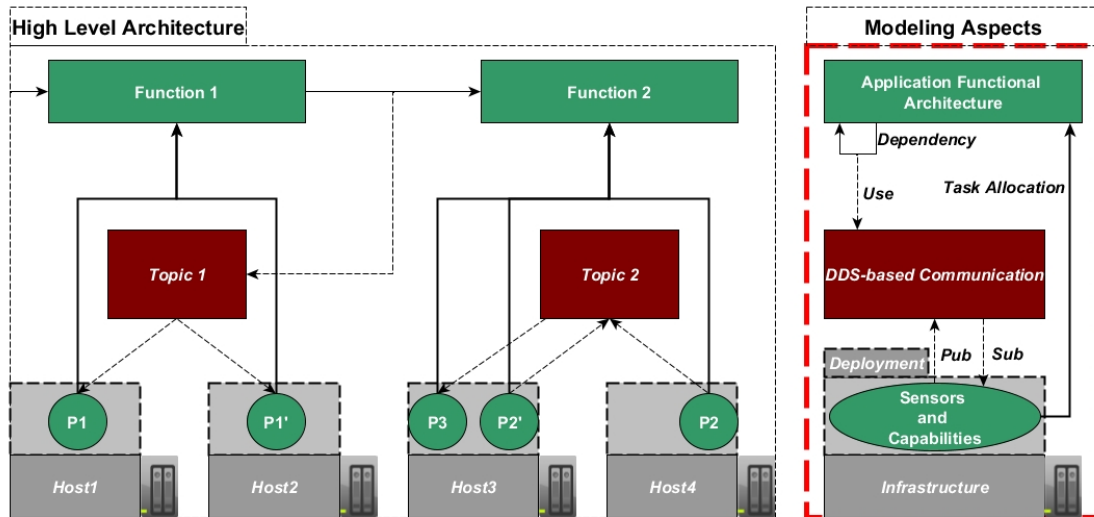 High Level Architecture
Modeling Aspects
Function 1
Function 2
Application Functional
Architecture
Dependency
Use
Task Allocation
Topic 1
Topic 2
DDS-based Communication
Pub
Sub
Deployment
P1
P1'
P3
P2'
P2
Sensors
and
Capabilities
Host1
Host2
Host3
Host4
Infrastructure